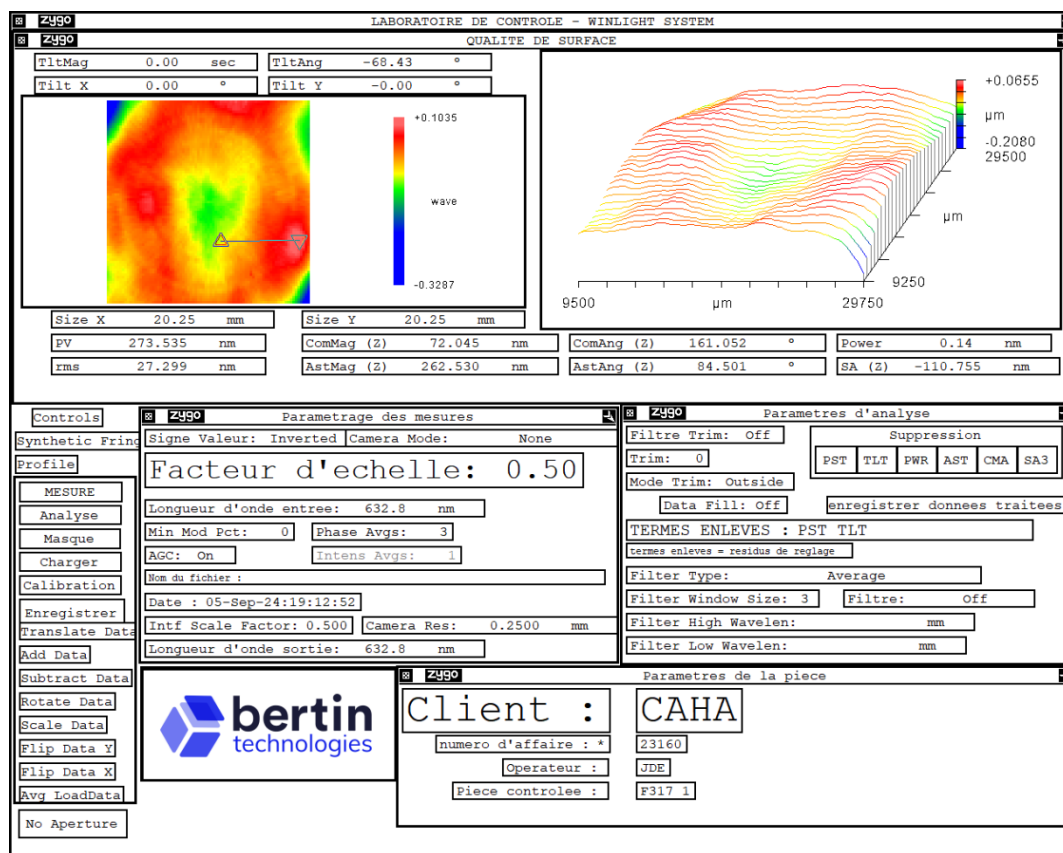 zygo LABORATOIRE DE CONTROLE - WINLIGHT SYSTEM
zygo QUALITE DE SURFACE
TltMag 0.00 sec TltAng -68.43 °
Tilt X 0.00 ° Tilt Y -0.00 °
+0.1035
wave
-0.3287
+0.0655
µm
-0.2080
29500
µm
9250
9500 µm 29750
Size X 20.25 mm Size Y 20.25 mm
PV 273.535 nm ComMag (Z) 72.045 nm ComAng (Z) 161.052 ° Power 0.14 nm
rms 27.299 nm AstMag (Z) 262.530 nm AstAng (Z) 84.501 ° SA (Z) -110.755 nm
Controls
Synthetic Fring
Profile
MESURE
Analyse
Masque
Charger
Calibration
Enregistrer
Translate Data
Add Data
Subtract Data
Rotate Data
Scale Data
Flip Data Y
Flip Data X
Avg LoadData
No Aperture
zygo Parametrage des mesures
Signe Valeur: Inverted Camera Mode: None
Facteur d'echelle: 0.50
Longueur d'onde entree: 632.8 nm
Min Mod Pct: 0 Phase Avgs: 3
AGC: On Intens Avgs: 1
Nom du fichier :
Date : 05-Sep-24:19:12:52
Intf Scale Factor: 0.500 Camera Res: 0.2500 mm
Longueur d'onde sortie: 632.8 nm
zygo Parametres d'analyse
Filtre Trim: Off Suppression
Trim: 0 PST TLT PWR AST CMA SA3
Mode Trim: Outside
Data Fill: Off enregistrer donnees traitees
TERMES ENLEVES : PST TLT
termes enleves = residus de reglage
Filter Type: Average
Filter Window Size: 3 Filtre: Off
Filter High Wavelen: mm
Filter Low Wavelen: mm
bertin
technologies
zygo Parametres de la piece
Client : CAHA
numero d'affaire : * 23160
Operateur : JDE
Piece controlee : F317 1